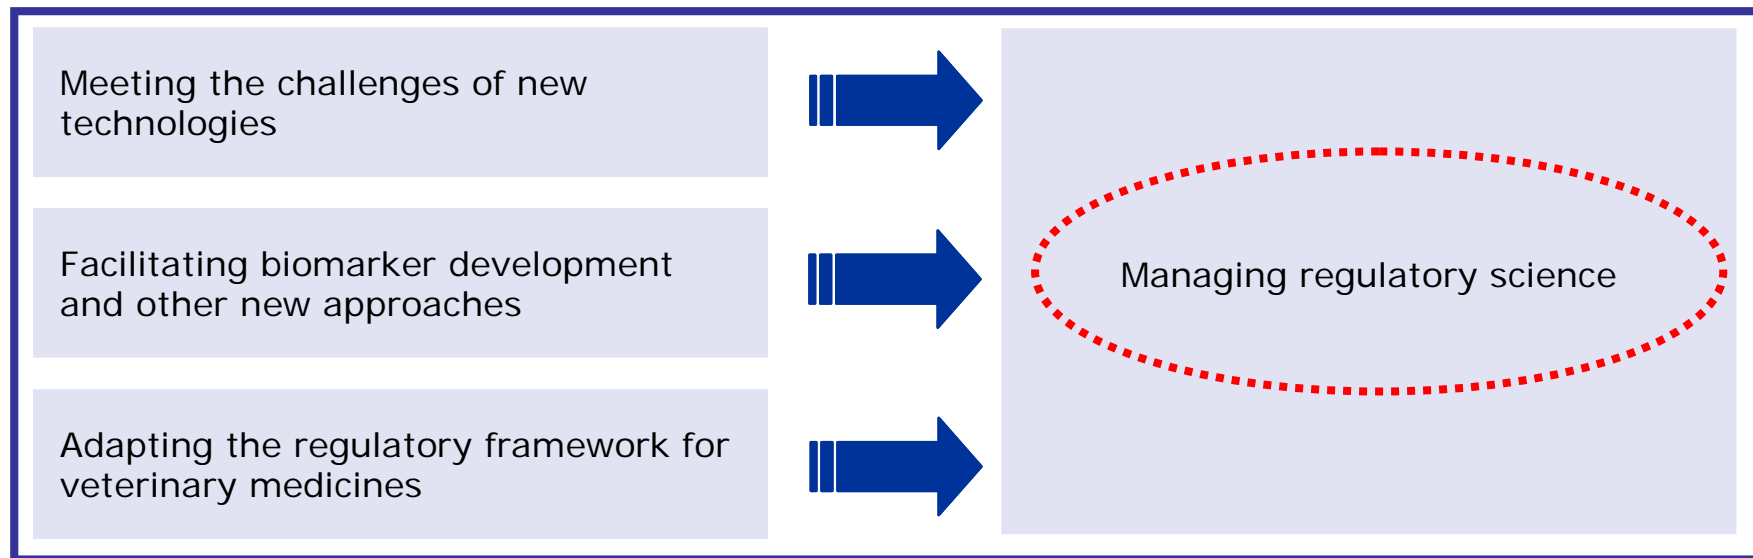 Meeting the challenges of new
technologies
Facilitating biomarker development
and other new approaches
Adapting the regulatory framework for
veterinary medicines
Managing regulatory science